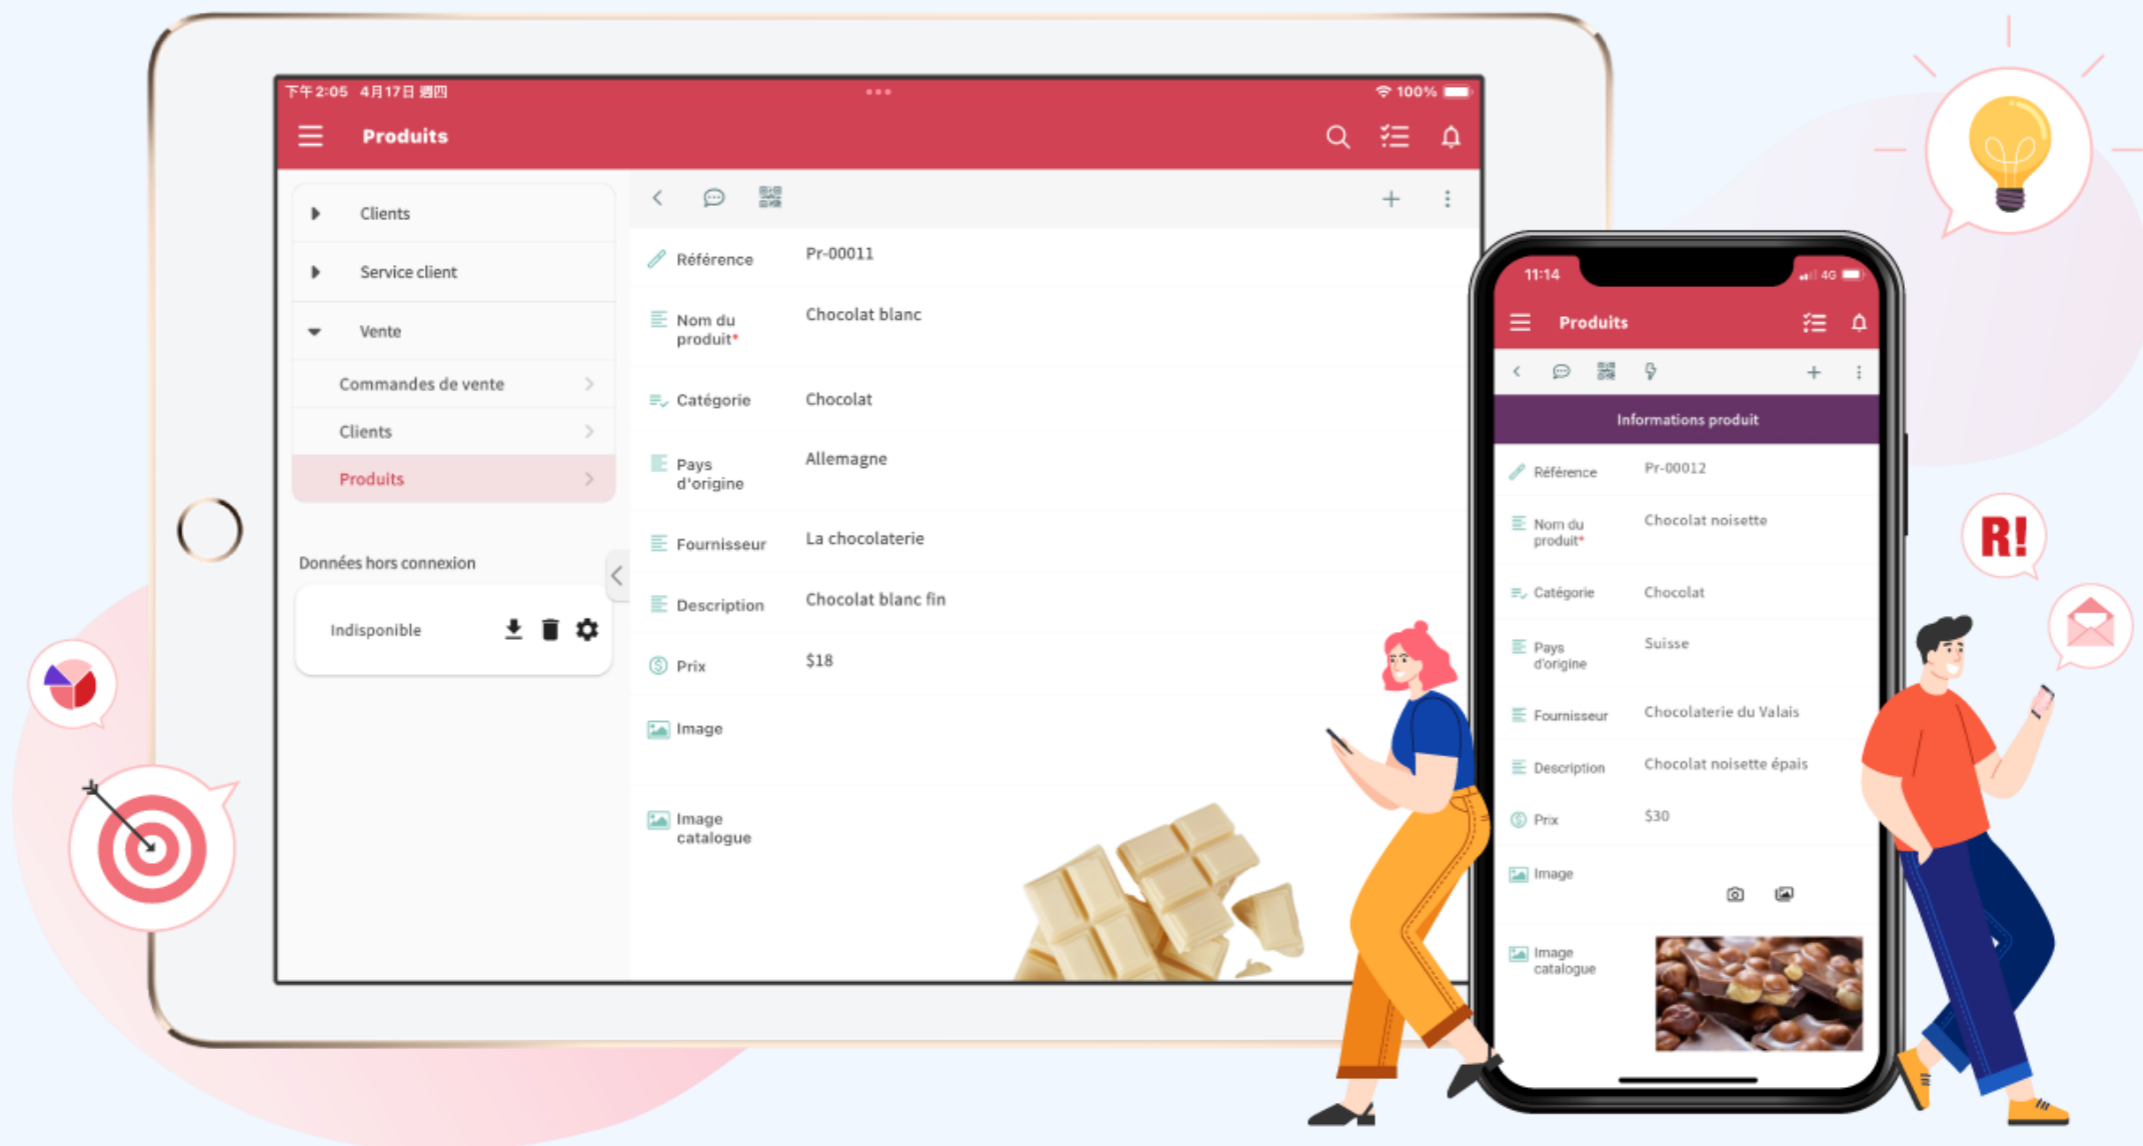 下午2:05 4月17日 週四
100%
Produits
Clients
Service client
Vente
Commandes de vente
Clients
Produits
Données hors connexion
Indisponible
Référence Pr-00011
Nom du
produit* Chocolat blanc
Catégorie Chocolat
Pays
d'origine Allemagne
Fournisseur La chocolaterie
Description Chocolat blanc fin
Prix $18
Image
Image
catalogue
11:14 4G
Produits
Informations produit
Référence Pr-00012
Nom du
produit* Chocolat noisette
Catégorie Chocolat
Pays
d'origine Suisse
Fournisseur Chocolaterie du Valais
Description Chocolat noisette épais
Prix $30
Image
Image
catalogue
R!